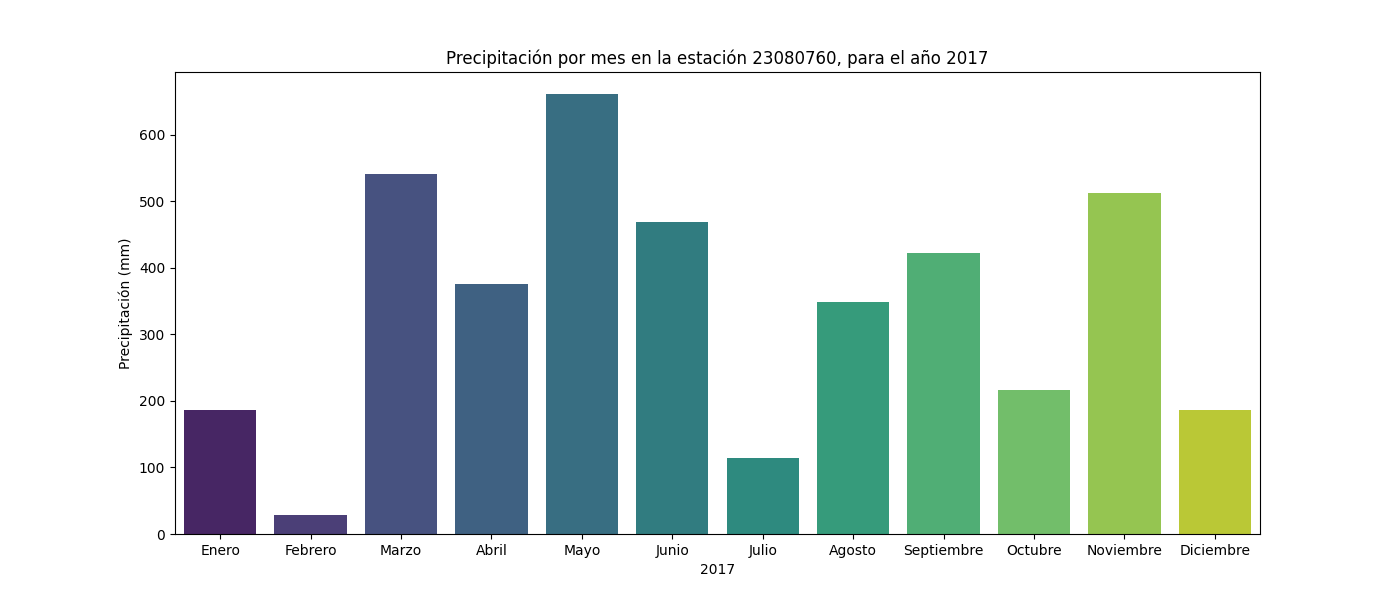 Precipitación por mes en la estación 23080760, para el año 2017
Precipitación (mm)
600
500
400
300
200
100
0
Enero Febrero Marzo Abril Mayo Junio Julio Agosto Septiembre Octubre Noviembre Diciembre
2017